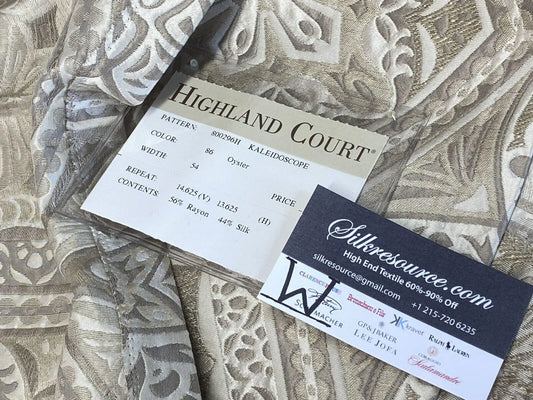 HIGHLAND COURT®
PATTERN: 800296H KALEIDOSCOPE
COLOR: 86 Oyster
WIDTH: 54
PRICE
REPEAT: 14.625 (V) 13.625 (H)
CONTENTS: 56% Rayon 44% Silk
Silkresource.com
High End Textile 60%-90% Off
silkresource@gmail.com +1 215-720 6235
CLARENCE
W
SCHUMACHER
Brunschwig & Fils
GP&J BAKER
LEE JOFA
kravet
RALPH LAUREN
Scalamandre